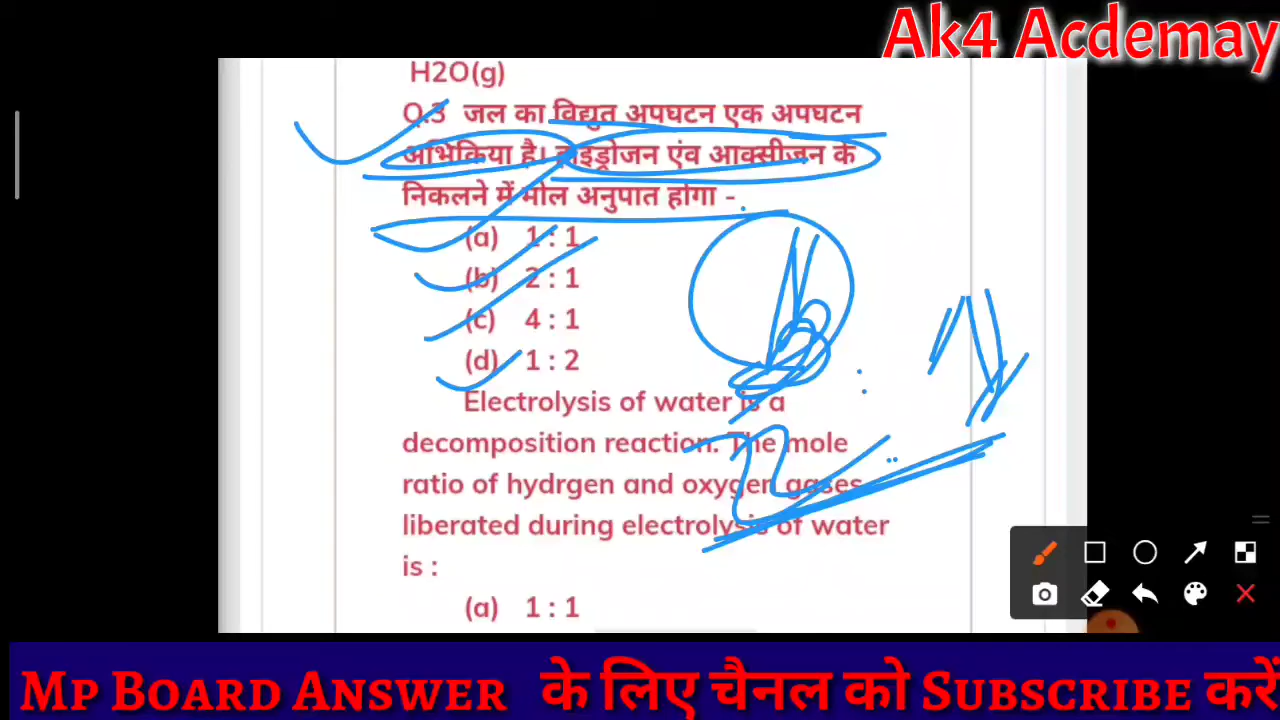 Ak4 Acdemay
H2O(g)
Q.3 जल का विद्युत अपघटन एक अपघटन
अभिक्रिया है। हाइड्रोजन एंव आक्सीजन के
निकलने में मोल अनुपात होगा -
(a) 1 : 1
(b) 2 : 1
(c) 4 : 1
(d) 1 : 2
Electrolysis of water is a
decomposition reaction. The mole
ratio of hydrgen and oxygen gases
liberated during electrolysis of water
is :
(a) 1 : 1
MP BOARD ANSWER के लिए चैनल को SUBSCRIBE करें